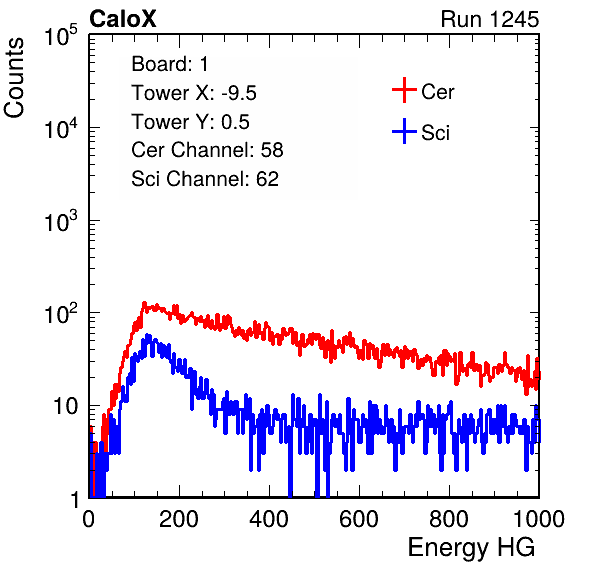 CaloX Run 1245
Counts
10^5
10^4
10^3
10^2
10
1
Board: 1
Tower X: -9.5
Tower Y: 0.5
Cer Channel: 58
Sci Channel: 62
Cer
Sci
0 200 400 600 800 1000
Energy HG